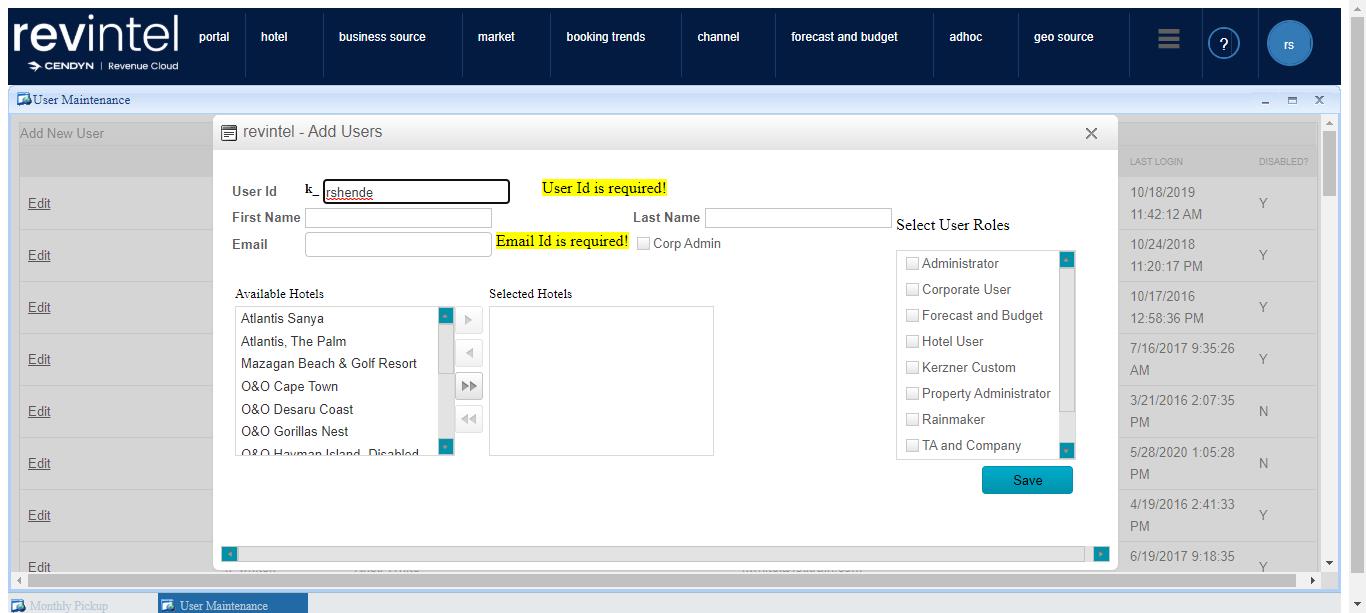 revintel
CENDYN | Revenue Cloud
portal hotel business source market booking trends channel forecast and budget adhoc geo source ? rs
User Maintenance
Add New User
revintel - Add Users
LAST LOGIN DISABLED?
User Id k_ rshende User Id is required!
First Name Last Name
Email Email Id is required! Corp Admin
Select User Roles
Administrator
Corporate User
Forecast and Budget
Hotel User
Kerzner Custom
Property Administrator
Rainmaker
TA and Company
Available Hotels Selected Hotels
Atlantis Sanya
Atlantis, The Palm
Mazagan Beach & Golf Resort
O&O Cape Town
O&O Desaru Coast
O&O Gorillas Nest
O&O Hayman Island- Disabled
Save
Edit 10/18/2019
11:42:12 AM Y
Edit 10/24/2018
11:20:17 PM Y
Edit 10/17/2016
12:58:36 PM Y
Edit 7/16/2017 9:35:26
AM Y
Edit 3/21/2016 2:07:35
PM N
Edit 5/28/2020 1:05:28
PM N
Edit 4/19/2016 2:41:33
PM Y
Edit 6/19/2017 9:18:35
Y
Monthly Pickup User Maintenance